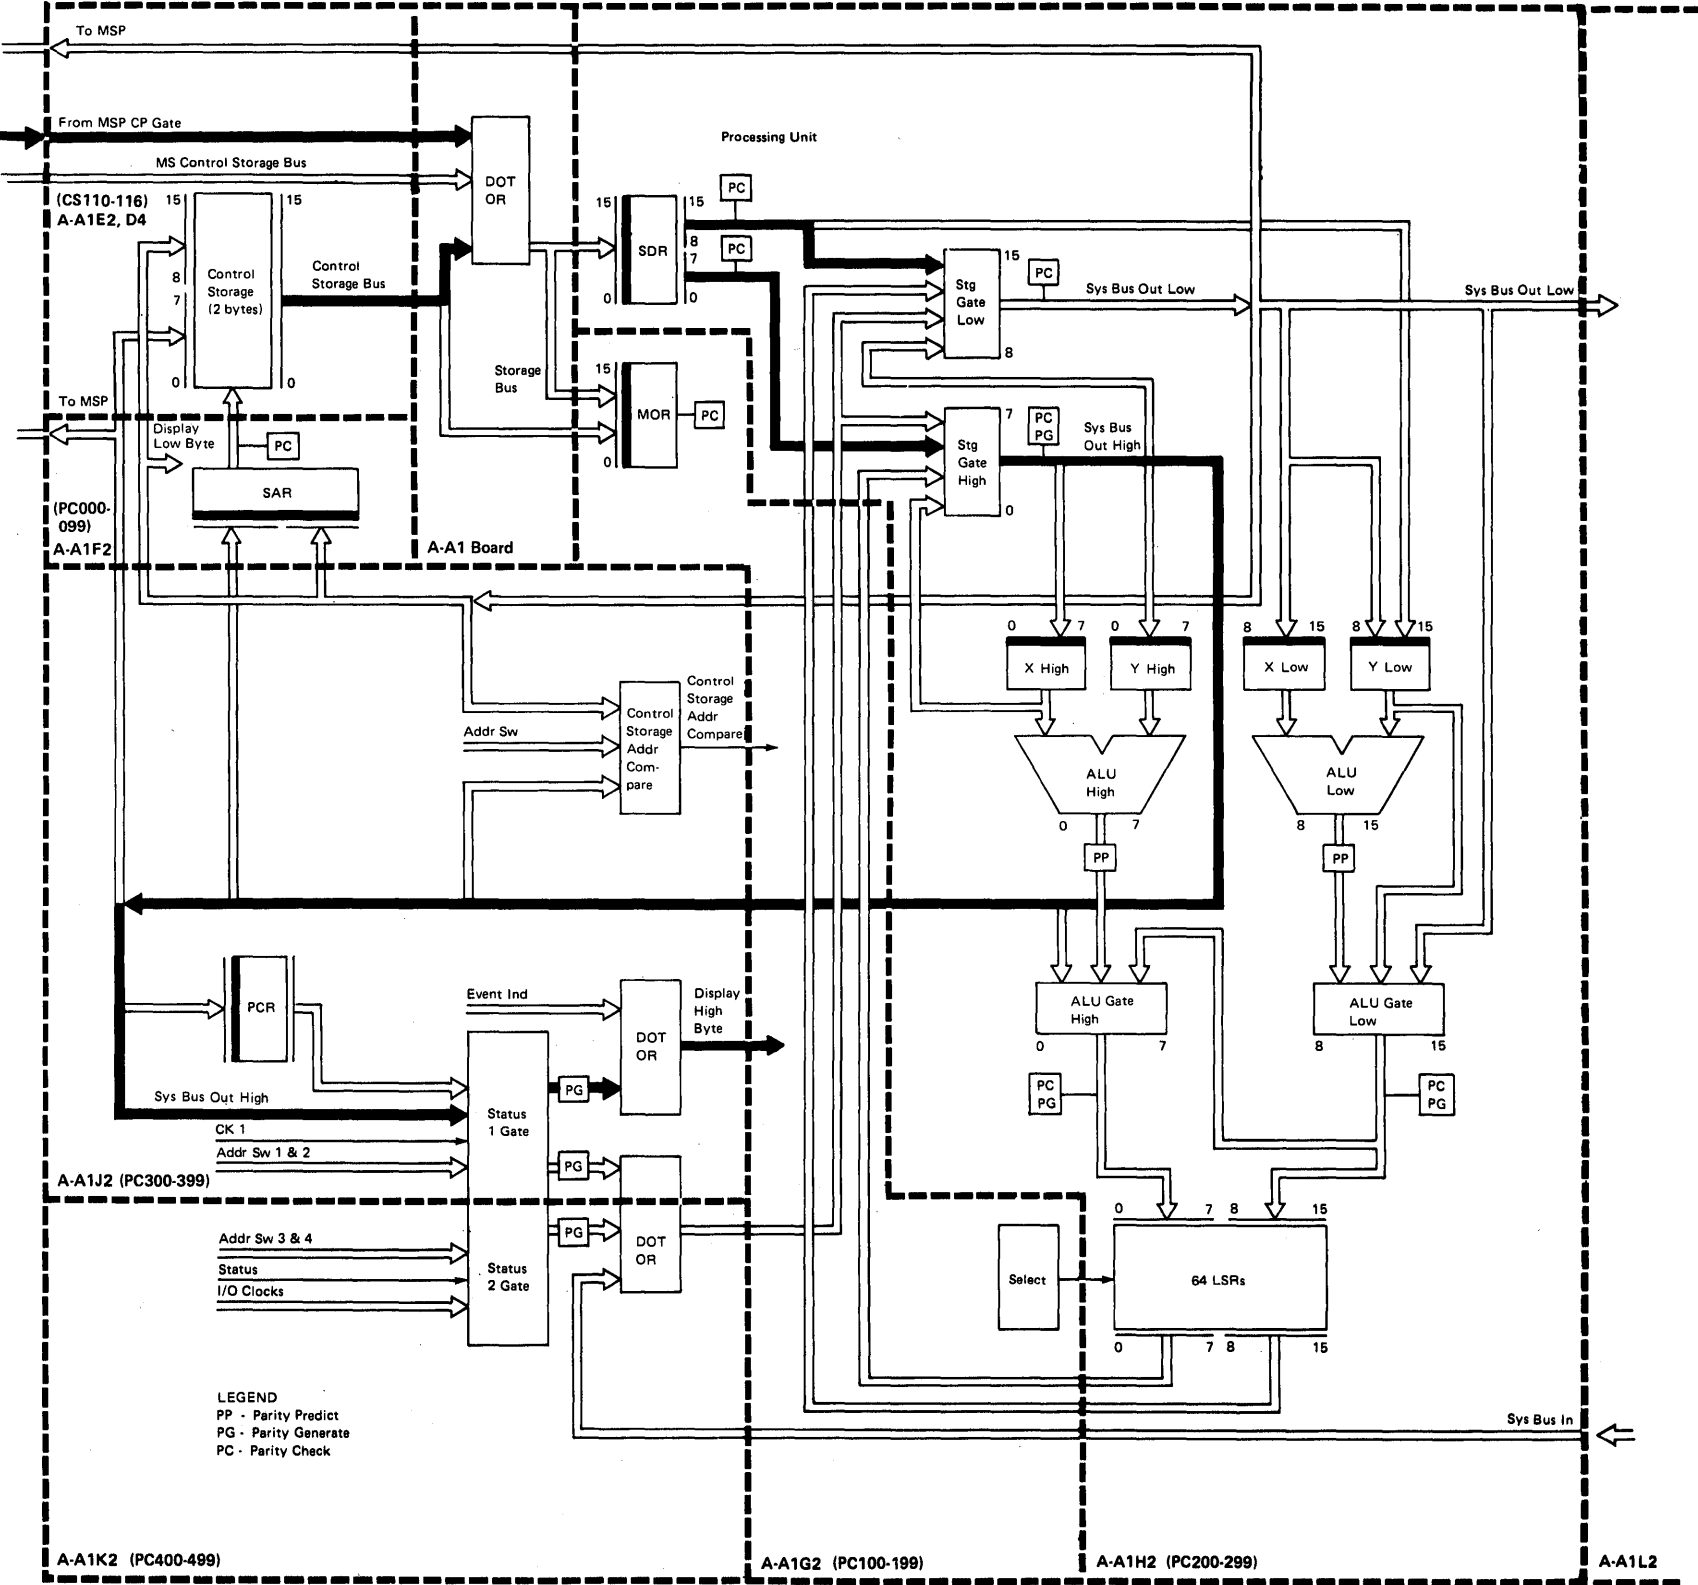 To MSP
From MSP CP Gate
MS Control Storage Bus
(CS110-116)
A-A1E2, D4
15
8
7
0
15
0
Control
Storage
(2 bytes)
Control
Storage Bus
DOT
OR
Processing Unit
PC
15
0
SDR
15
8
7
0
PC
Storage
Bus
15
0
MOR
PC
Stg
Gate
Low
15
8
PC
Sys Bus Out Low
Sys Bus Out Low
Stg
Gate
High
7
0
PC
PG
Sys Bus
Out High
To MSP
Display
Low Byte
PC
SAR
(PC000-
099)
A-A1F2
A-A1 Board
0
7
X High
0
7
Y High
8
15
X Low
8
15
Y Low
Control
Storage
Addr
Compare
Control
Storage
Addr
Com-
pare
Addr Sw
ALU
High
0
7
PP
ALU
Low
8
15
PP
PCR
Event Ind
DOT
OR
Display
High
Byte
ALU Gate
High
0
7
ALU Gate
Low
8
15
PC
PG
PC
PG
Sys Bus Out High
CK 1
Addr Sw 1 & 2
Status
1 Gate
PG
PG
A-A1J2 (PC300-399)
PG
Addr Sw 3 & 4
Status
I/O Clocks
Status
2 Gate
DOT
OR
Select
0
7
8
15
64 LSRs
0
7
8
15
LEGEND
PP - Parity Predict
PG - Parity Generate
PC - Parity Check
Sys Bus In
A-A1K2 (PC400-499)
A-A1G2 (PC100-199)
A-A1H2 (PC200-299)
A-A1L2